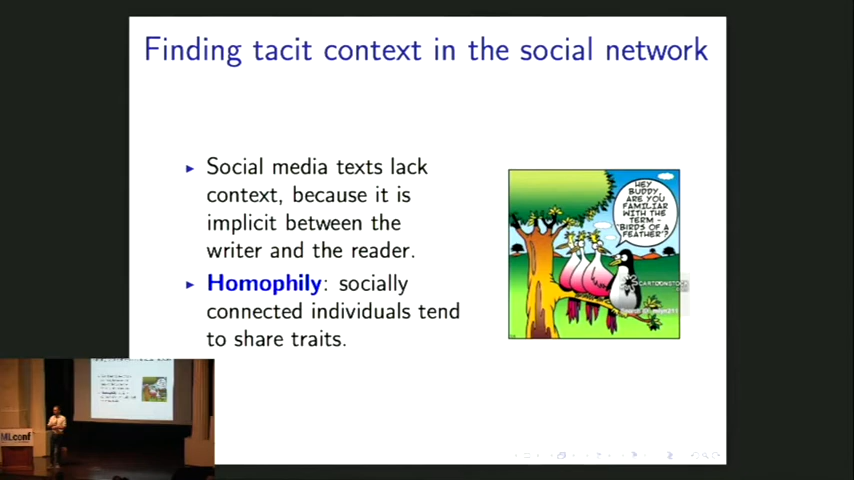 Finding tacit context in the social network
▸ Social media texts lack
context, because it is
implicit between the
writer and the reader.
▸ Homophily: socially
connected individuals tend
to share traits.
HEY
BUDDY,
ARE YOU
FAMILIAR
WITH THE
TERM -
"BIRDS OF A
FEATHER"?
CARTOONSTOCK
MLconf